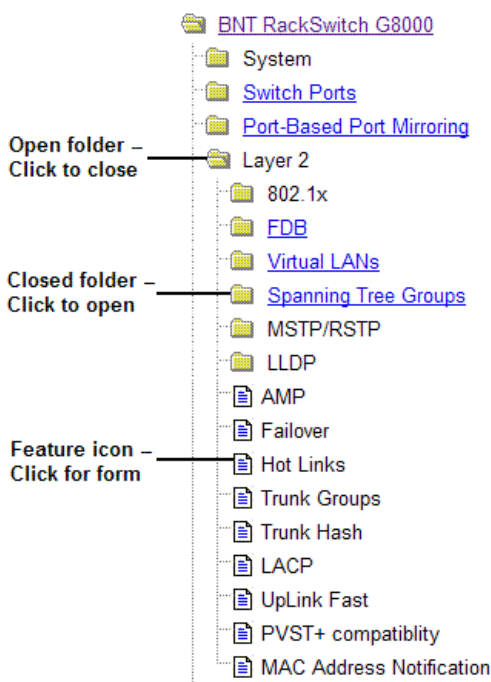 BNT RackSwitch G8000
System
Switch Ports
Port-Based Port Mirroring
Open folder –
Click to close
Layer 2
802.1x
FDB
Virtual LANs
Closed folder –
Click to open
Spanning Tree Groups
MSTP/RSTP
LLDP
AMP
Failover
Feature icon –
Click for form
Hot Links
Trunk Groups
Trunk Hash
LACP
UpLink Fast
PVST+ compatiblity
MAC Address Notification